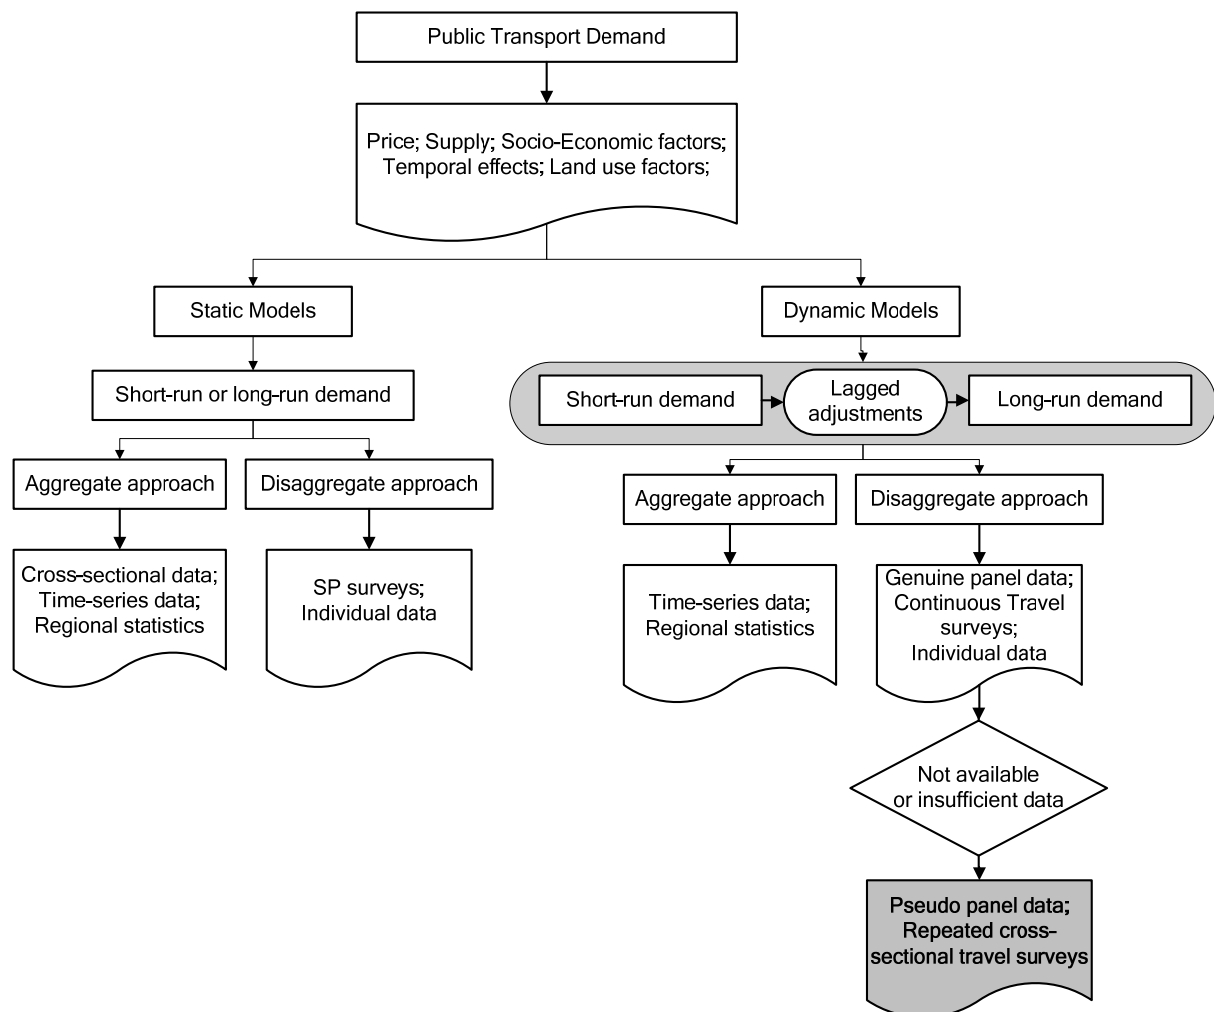 Public Transport Demand
Price; Supply; Socio-Economic factors;
Temporal effects; Land use factors;
Static Models
Dynamic Models
Short-run or long-run demand
Short-run demand
Lagged
adjustments
Long-run demand
Aggregate approach
Disaggregate approach
Aggregate approach
Disaggregate approach
Cross-sectional data;
Time-series data;
Regional statistics
SP surveys;
Individual data
Time-series data;
Regional statistics
Genuine panel data;
Continuous Travel
surveys;
Individual data
Not available
or insufficient data
Pseudo panel data;
Repeated cross-
sectional travel surveys